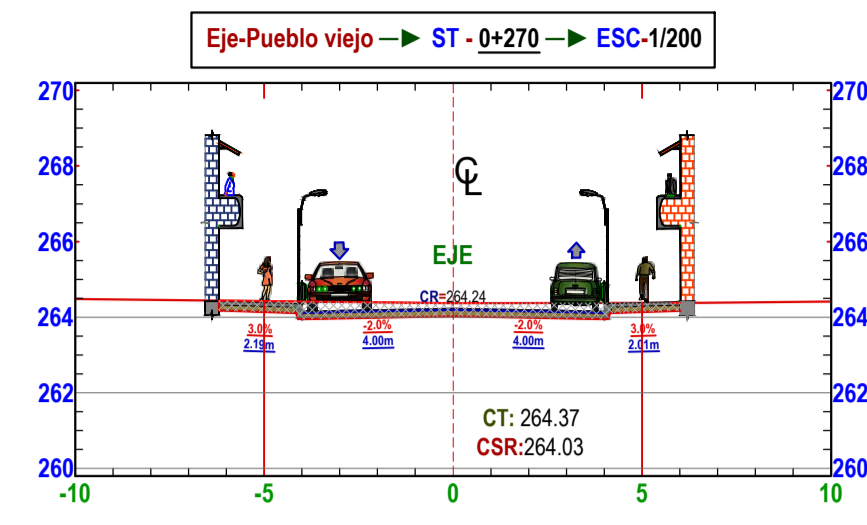 Eje-Pueblo viejo ST - 0+270 ESC-1/200
270 270
268 268
CL
266 266
EJE
CR=264.24
264 264
3.0% -2.0% -2.0% 3.0%
2.19m 4.00m 4.00m 2.01m
262 262
CT: 264.37
CSR:264.03
260 260
-10 -5 0 5 10